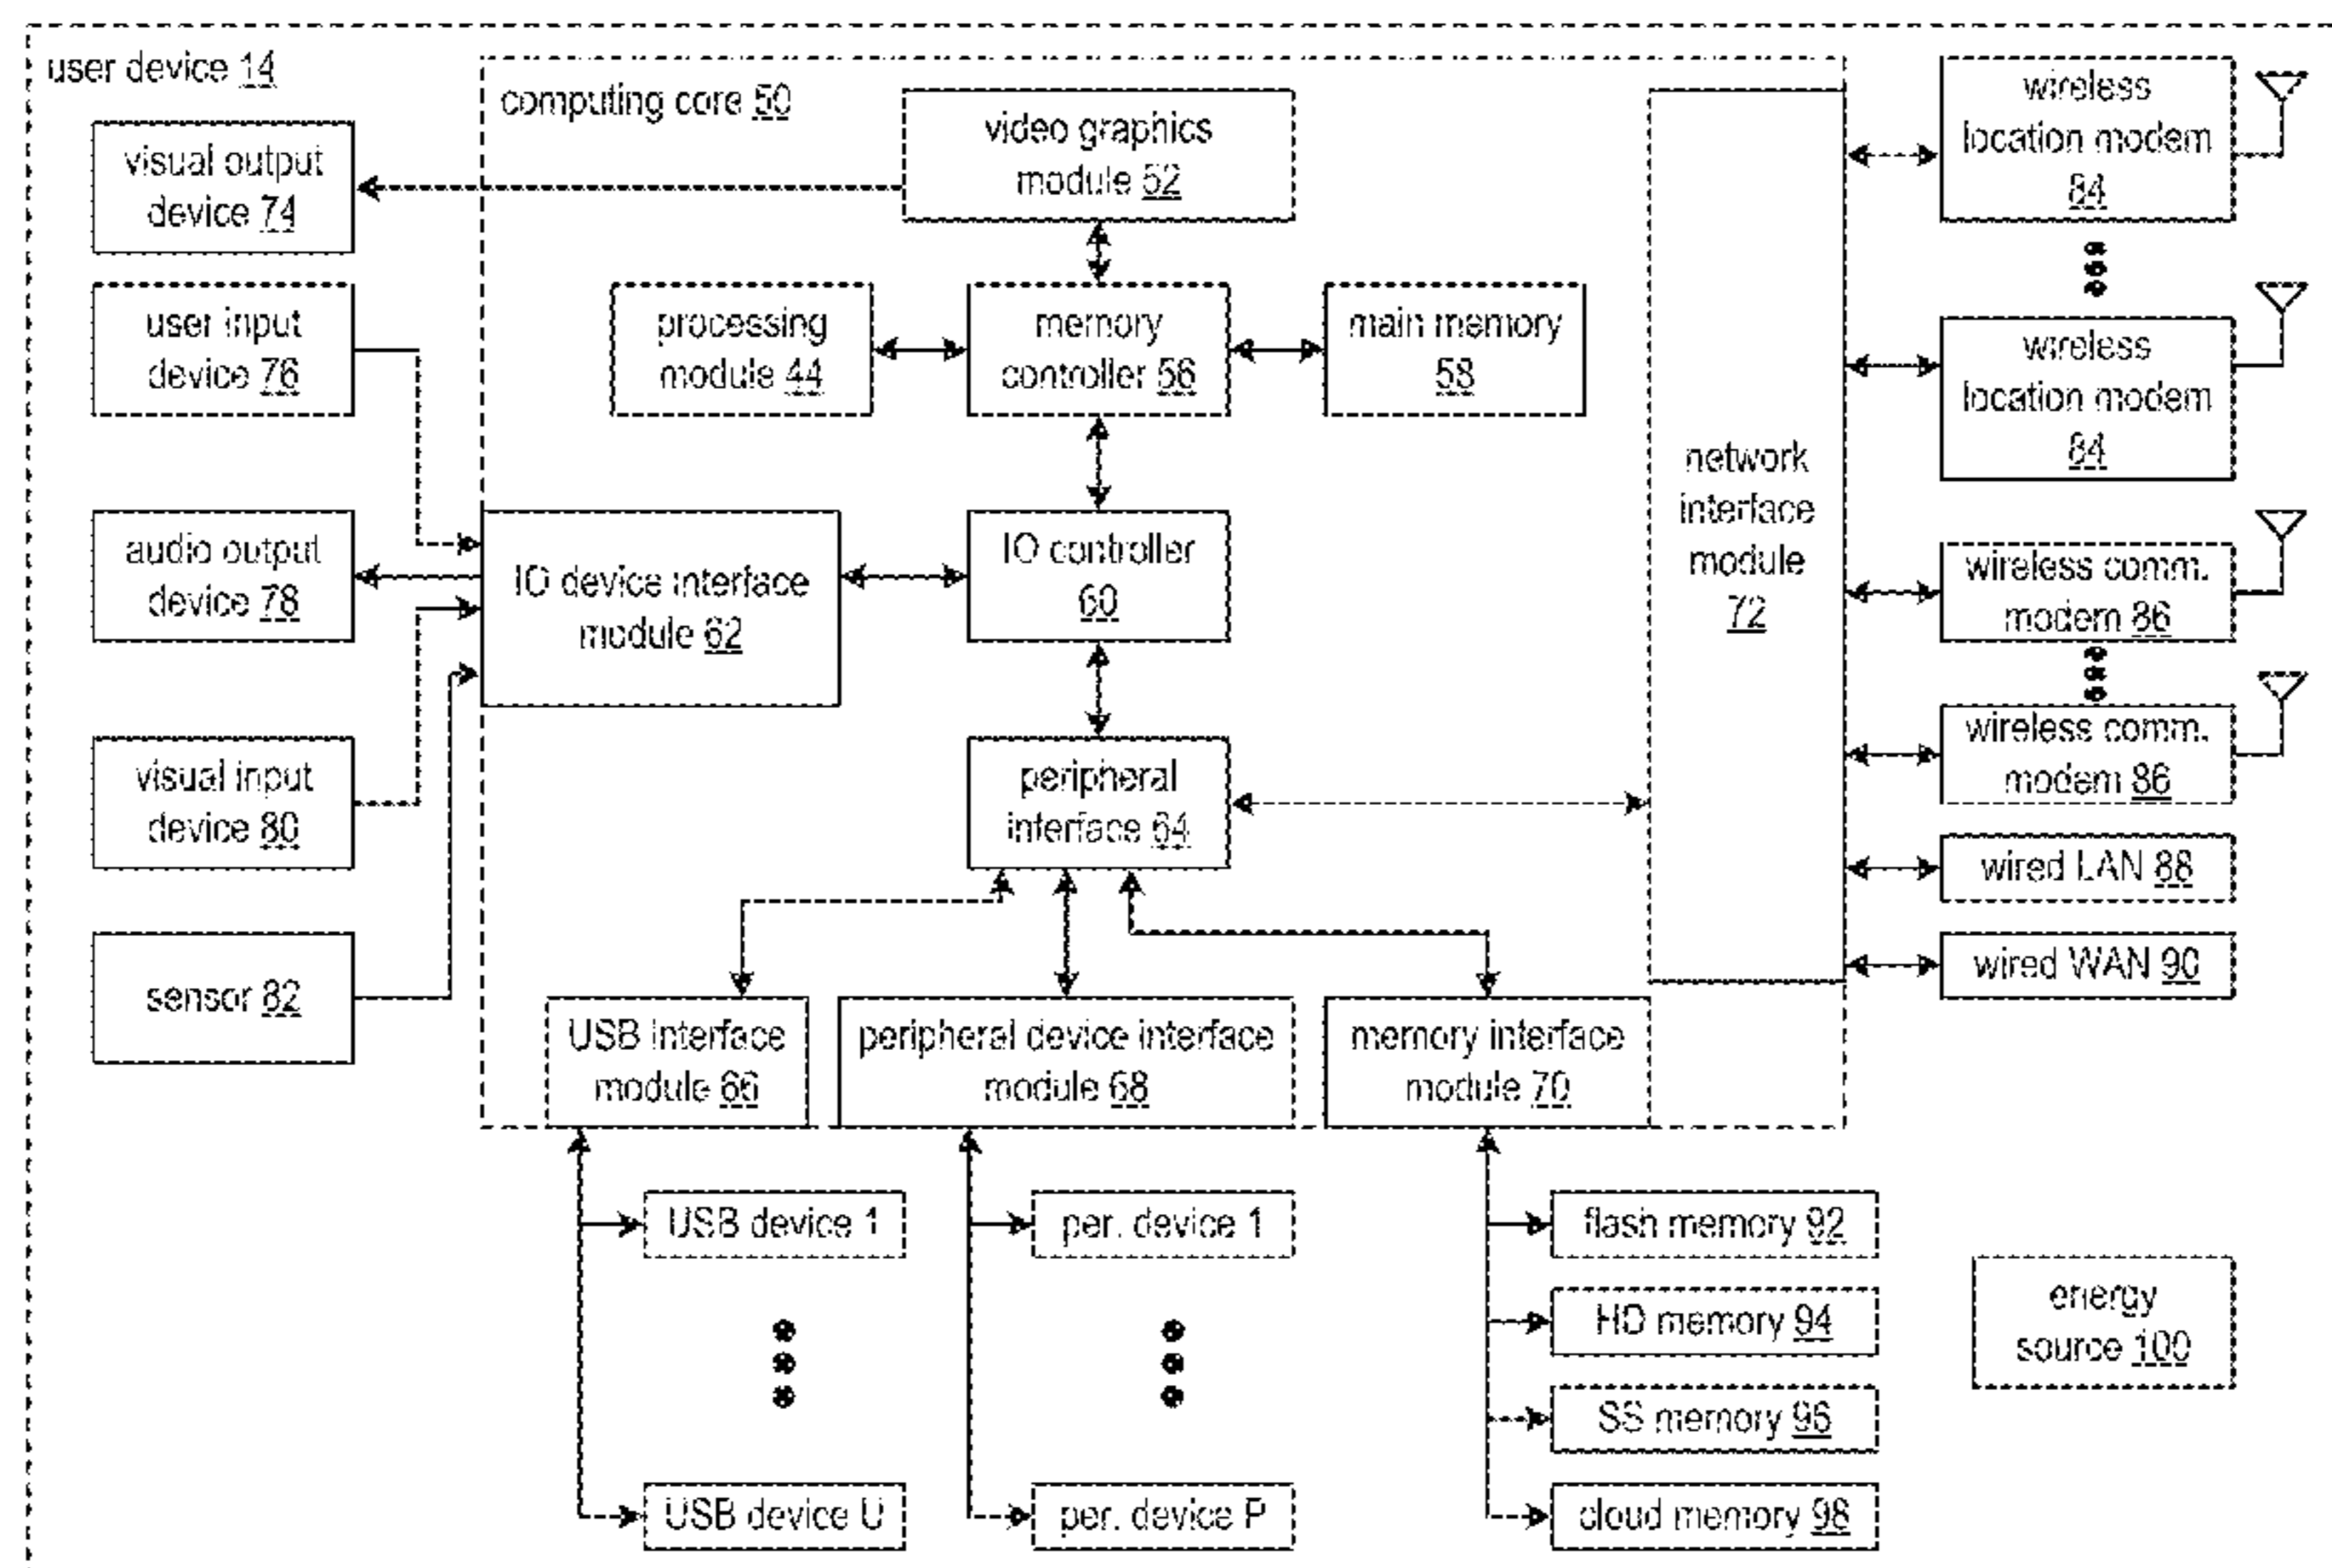 user device 14
computing core 50
visual output
device 74
video graphics
module 52
wireless
location modem
84
user input
device 76
processing
module 44
memory
controller 56
main memory
58
wireless
location modem
84
network
interface
module
72
audio output
device 78
IO device interface
module 62
IO controller
60
wireless comm.
modem 86
visual input
device 80
peripheral
interface 64
wireless comm.
modem 86
wired LAN 88
wired WAN 90
sensor 82
USB interface
module 66
peripheral device interface
module 68
memory interface
module 70
USB device 1
per. device 1
flash memory 92
HD memory 94
energy
source 100
SS memory 96
USB device U
per. device P
cloud memory 98